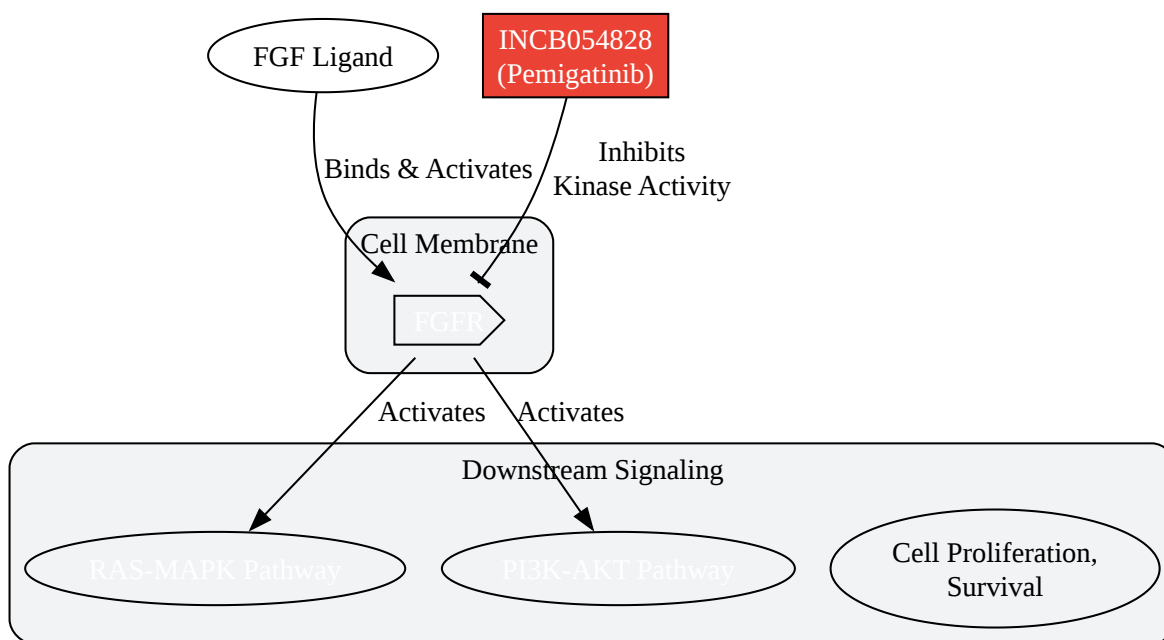 FGF Ligand
INCB054828
(Pemigatinib)
Binds & Activates
Inhibits
Kinase Activity
Cell Membrane
FGFR
Activates
Activates
Downstream Signaling
RAS-MAPK Pathway
PI3K-AKT Pathway
Cell Proliferation,
Survival